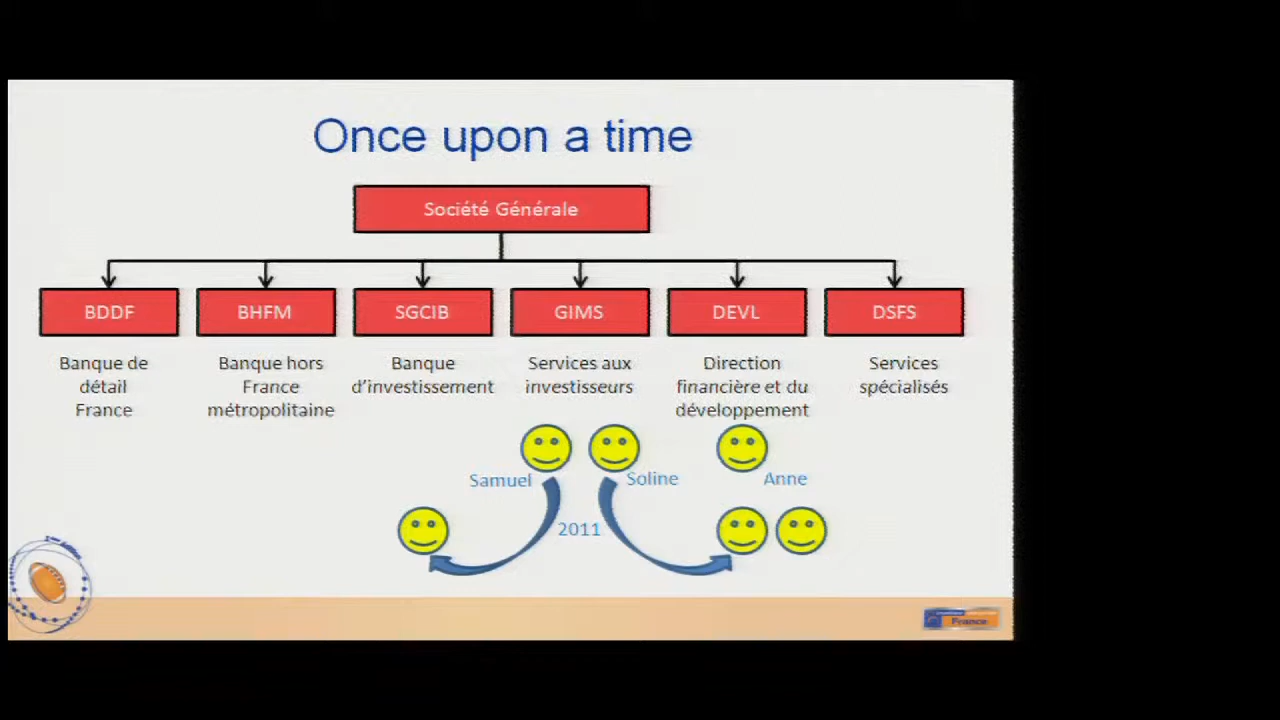 Once upon a time
Société Générale
BDDF
BHFM
SGCIB
GIMS
DEVL
DSFS
Banque de
détail
France
Banque hors
France
métropolitaine
Banque
d'investissement
Services aux
investisseurs
Direction
financière et du
développement
Services
spécialisés
Samuel
Soline
Anne
2011
France